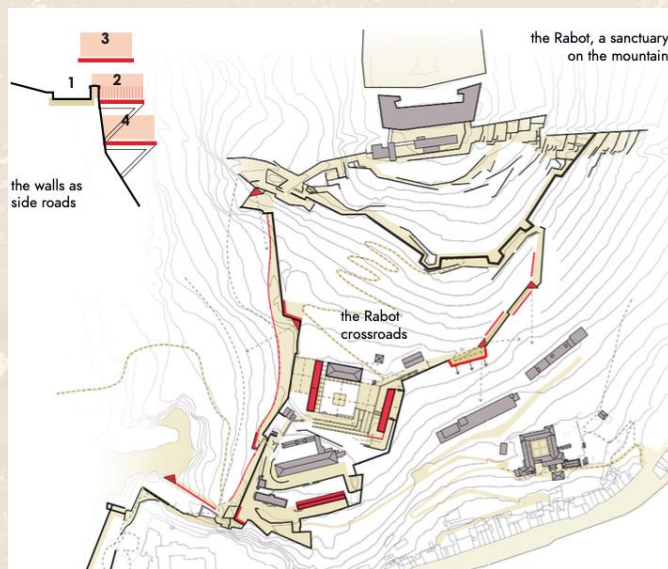 3
1
2
4
the walls as
side roads
the Rabot, a sanctuary
on the mountain
the Rabot
crossroads